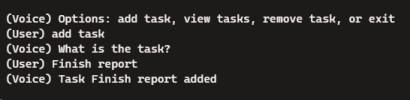 (Voice) Options: add task, view tasks, remove task, or exit
(User) add task
(Voice) What is the task?
(User) Finish report
(Voice) Task Finish report added